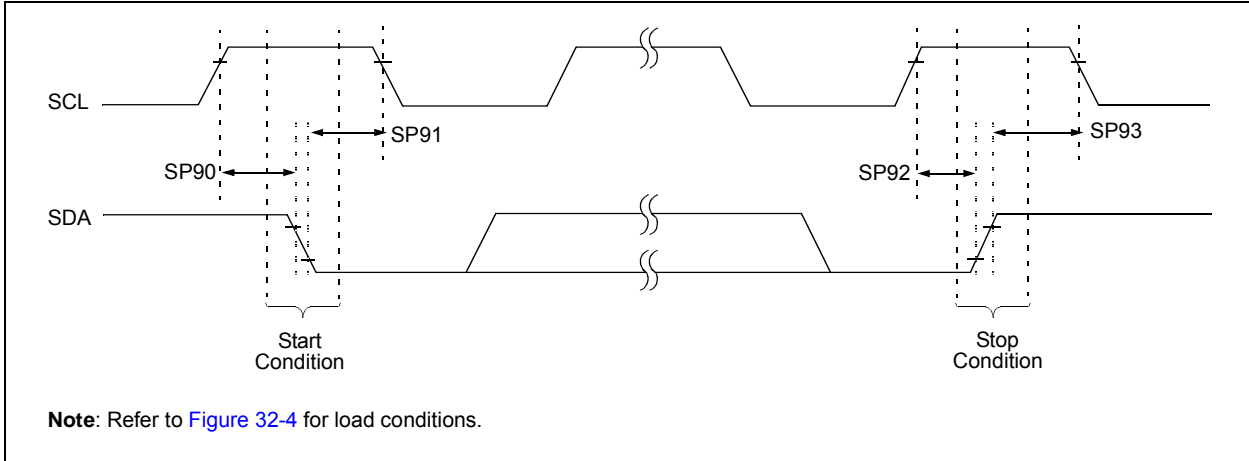 SCL
SP91
SP93
SP90
SP92
SDA
Start
Condition
Stop
Condition
Note: Refer to Figure 32-4 for load conditions.